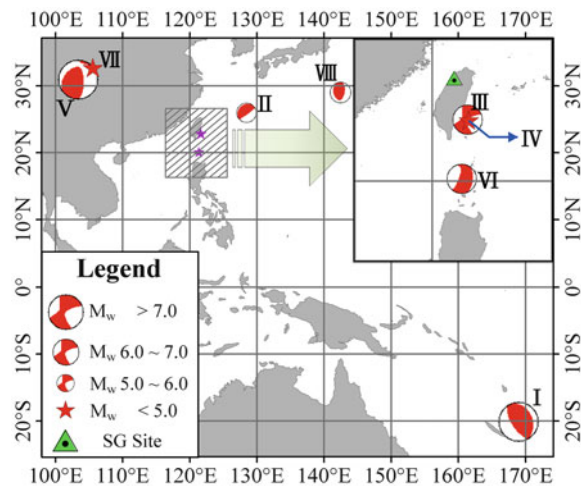 100°E 110°E 120°E 130°E 140°E 150°E 160°E 170°E
30°N
20°N
10°N
0°
10°S
20°S
VII
V
VIII
II
III
IV
VI
I
Legend
Mw > 7.0
Mw 6.0 ~ 7.0
Mw 5.0 ~ 6.0
Mw < 5.0
SG Site
30°N
20°N
10°N
0°
10°S
20°S
100°E 110°E 120°E 130°E 140°E 150°E 160°E 170°E